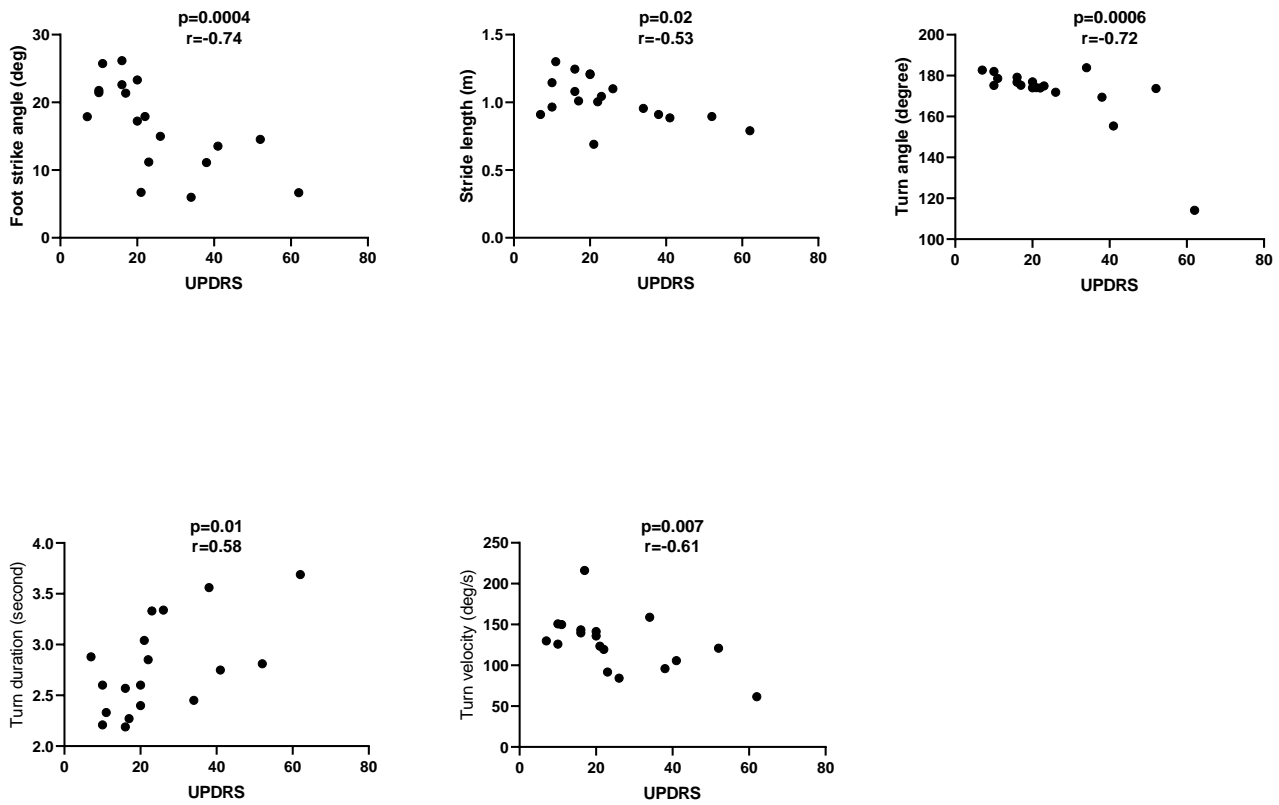 p=0.0004
r=-0.74
Foot strike angle (deg)
30
20
10
0
0 20 40 60 80
UPDRS
p=0.02
r=-0.53
Stride length (m)
1.5
1.0
0.5
0.0
0 20 40 60 80
UPDRS
p=0.0006
r=-0.72
Turn angle (degree)
200
180
160
140
120
100
0 20 40 60 80
UPDRS
p=0.01
r=0.58
Turn duration (second)
4.0
3.5
3.0
2.5
2.0
0 20 40 60 80
UPDRS
p=0.007
r=-0.61
Turn velocity (deg/s)
250
200
150
100
50
0
0 20 40 60 80
UPDRS